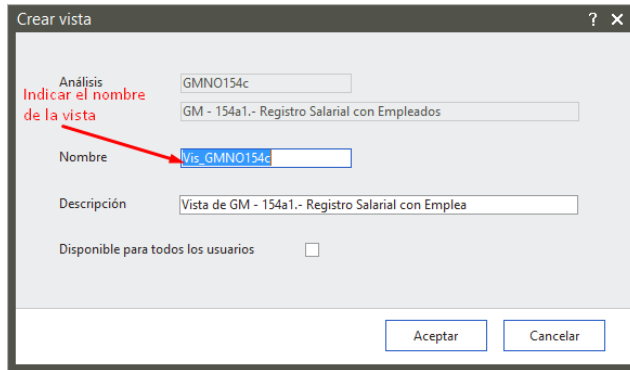 Crear vista ? X
Análisis GMNO154c
Indicar el nombre
de la vista
GM - 154a1.- Registro Salarial con Empleados
Nombre Vis_GMNO154c
Descripción Vista de GM - 154a1.- Registro Salarial con Emplea
Disponible para todos los usuarios
Aceptar Cancelar